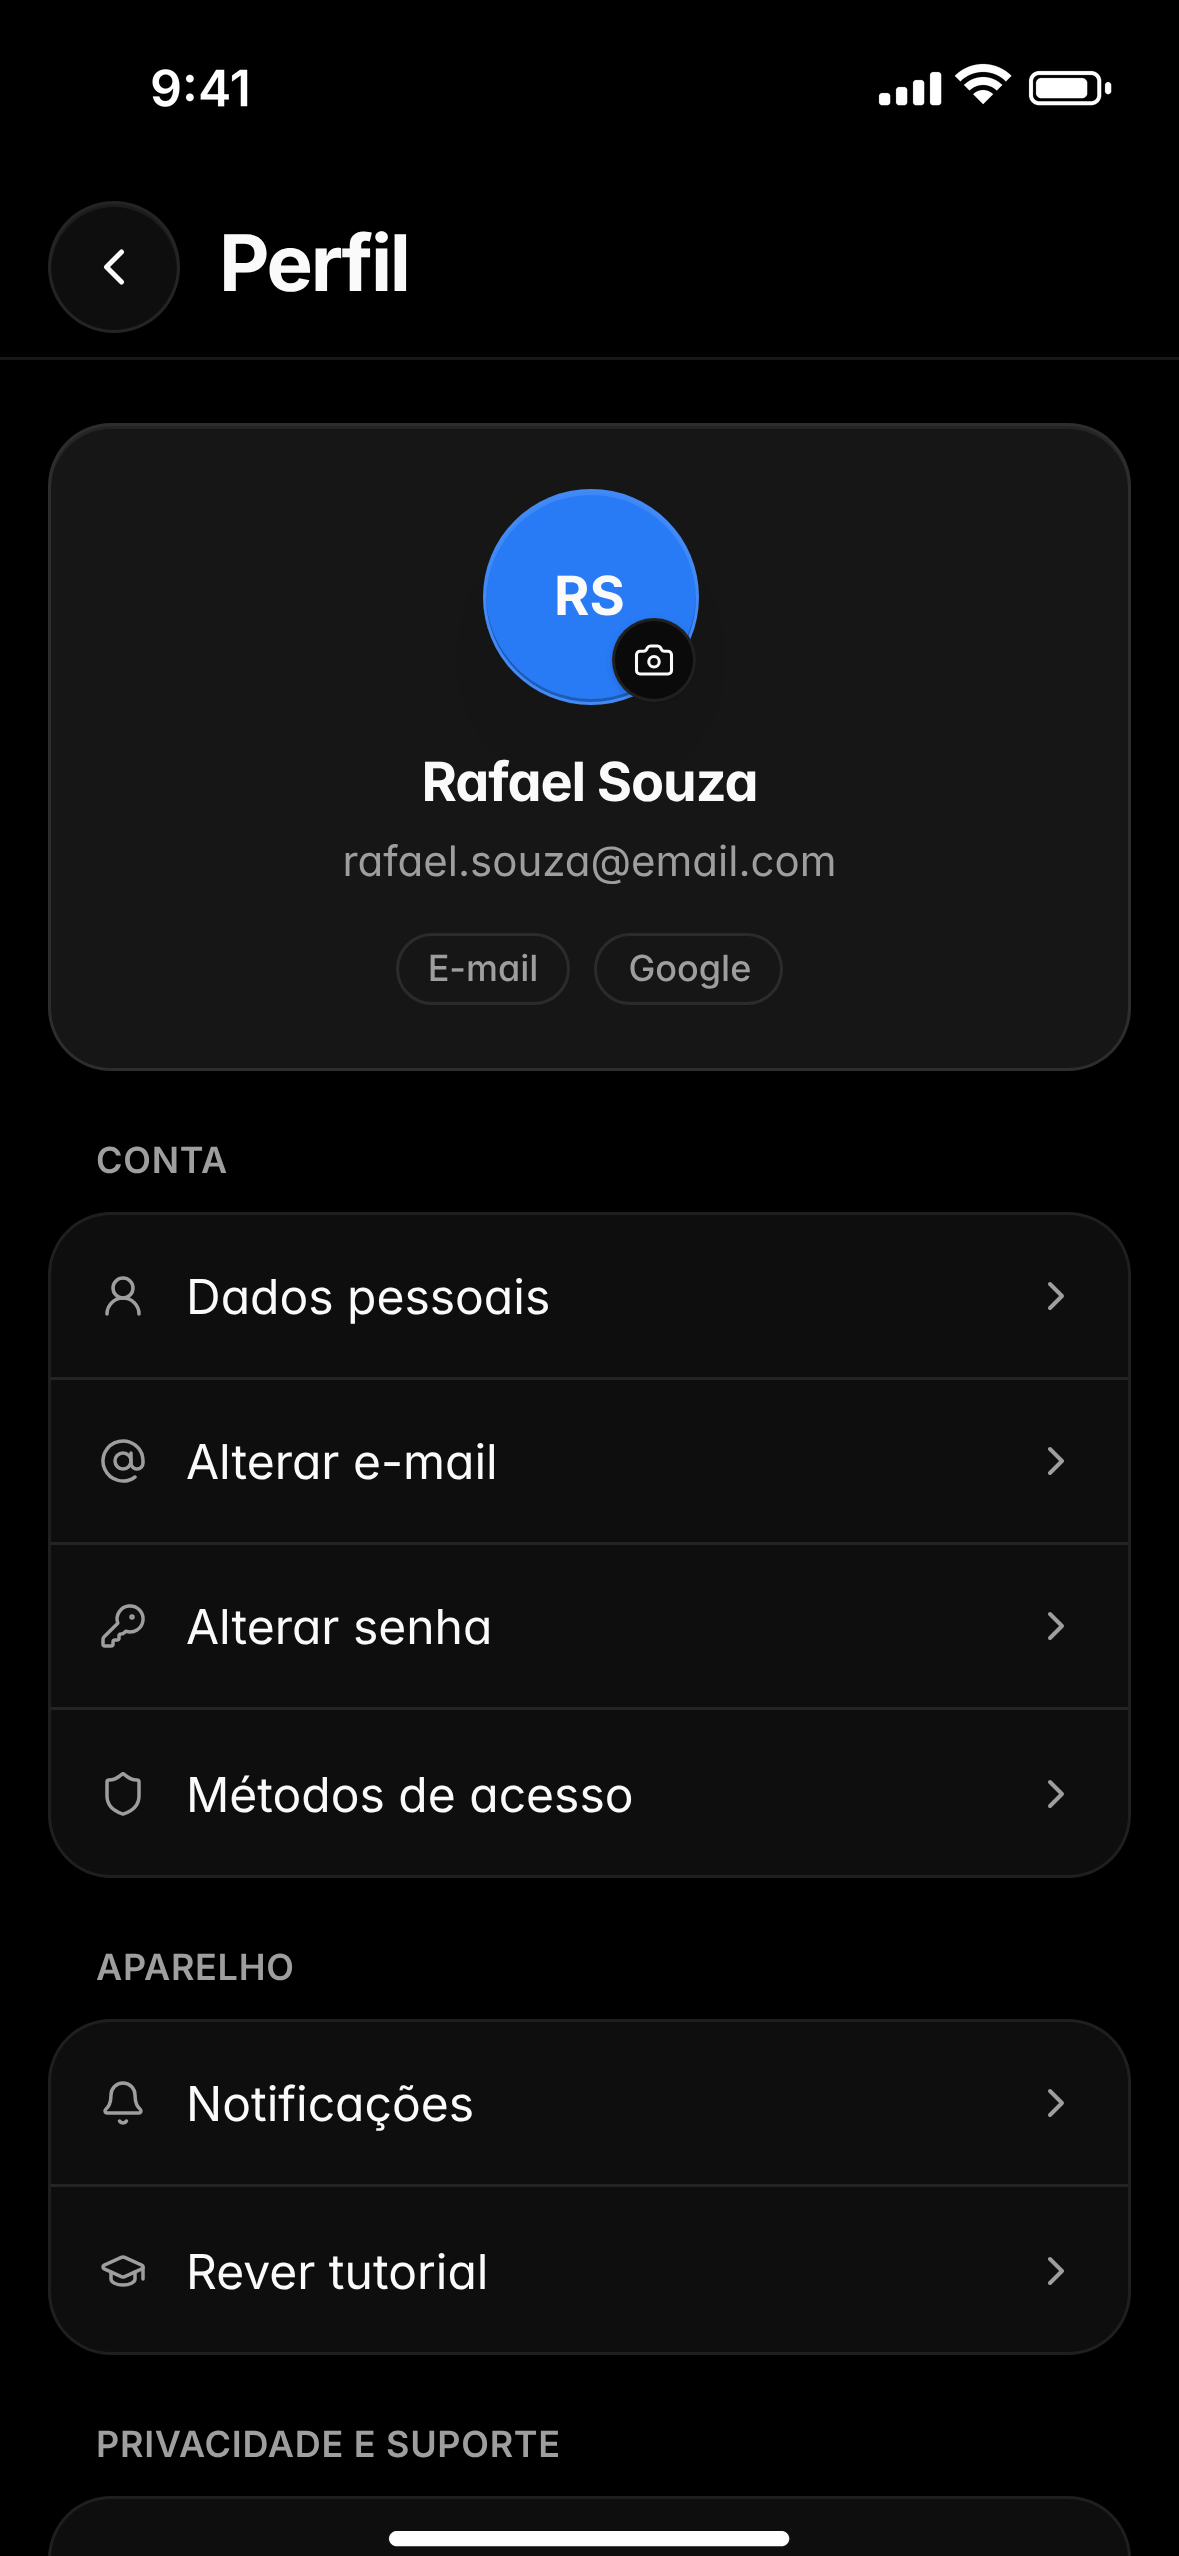 9:41
Perfil
RS
Rafael Souza
rafael.souza@email.com
E-mail Google
CONTA
Dados pessoais
Alterar e-mail
Alterar senha
Métodos de acesso
APARELHO
Notificações
Rever tutorial
PRIVACIDADE E SUPORTE